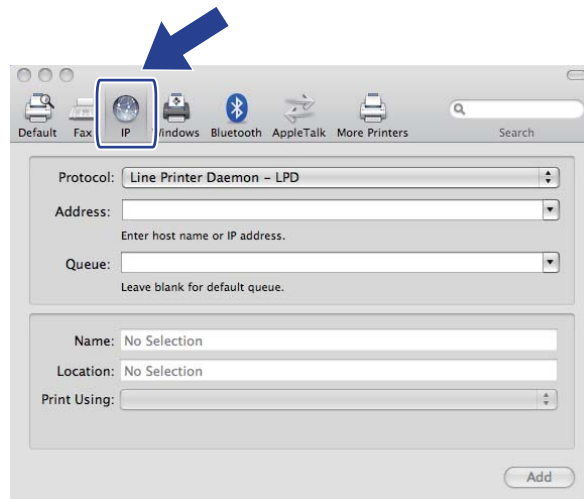 Default Fax IP Windows Bluetooth AppleTalk More Printers Search
Protocol: Line Printer Daemon – LPD
Address:
Enter host name or IP address.
Queue:
Leave blank for default queue.
Name: No Selection
Location: No Selection
Print Using:
Add